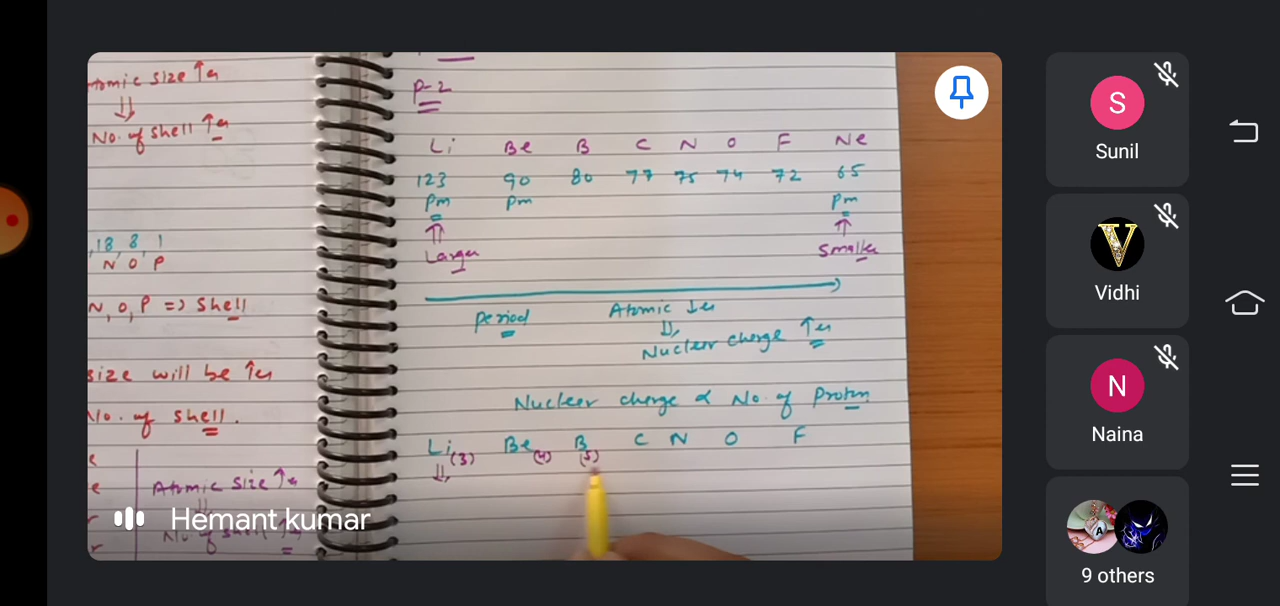 Atomic size ↑es
⇓
No. of shell ↑es
, 18, 8, 1
N O P
N, O, P => Shell
size will be ↑es
No. of shell.
Atomic size ↑es
P-2
Li Be B C N O F Ne
123 90 80 77 75 74 72 65
Pm Pm Pm
⇑ ⇑
Larger Smaller
Period
Atomic ↓es
⇓
Nuclear charge ↑es
Nuclear charge ∝ No. of Proton
Li(3) Be(4) B(5) C N O F
⇓
Hemant kumar
S
Sunil
V
Vidhi
N
Naina
A
9 others